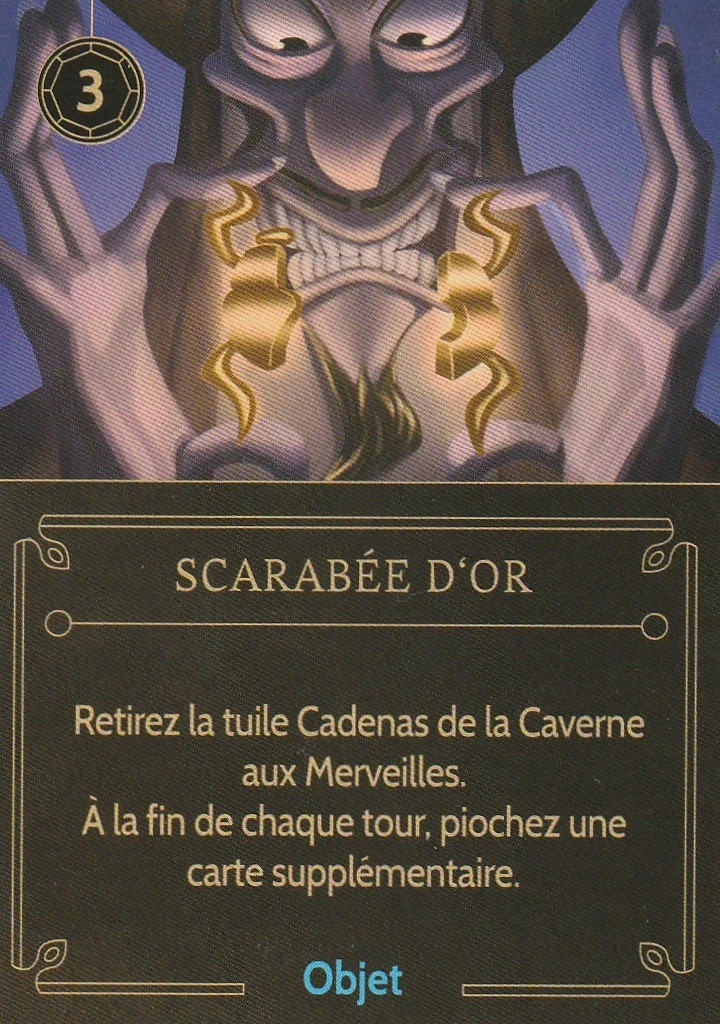 3
SCARABÉE D‘OR
Retirez la tuile Cadenas de la Caverne
aux Merveilles.
À la fin de chaque tour, piochez une
carte supplémentaire.
Objet